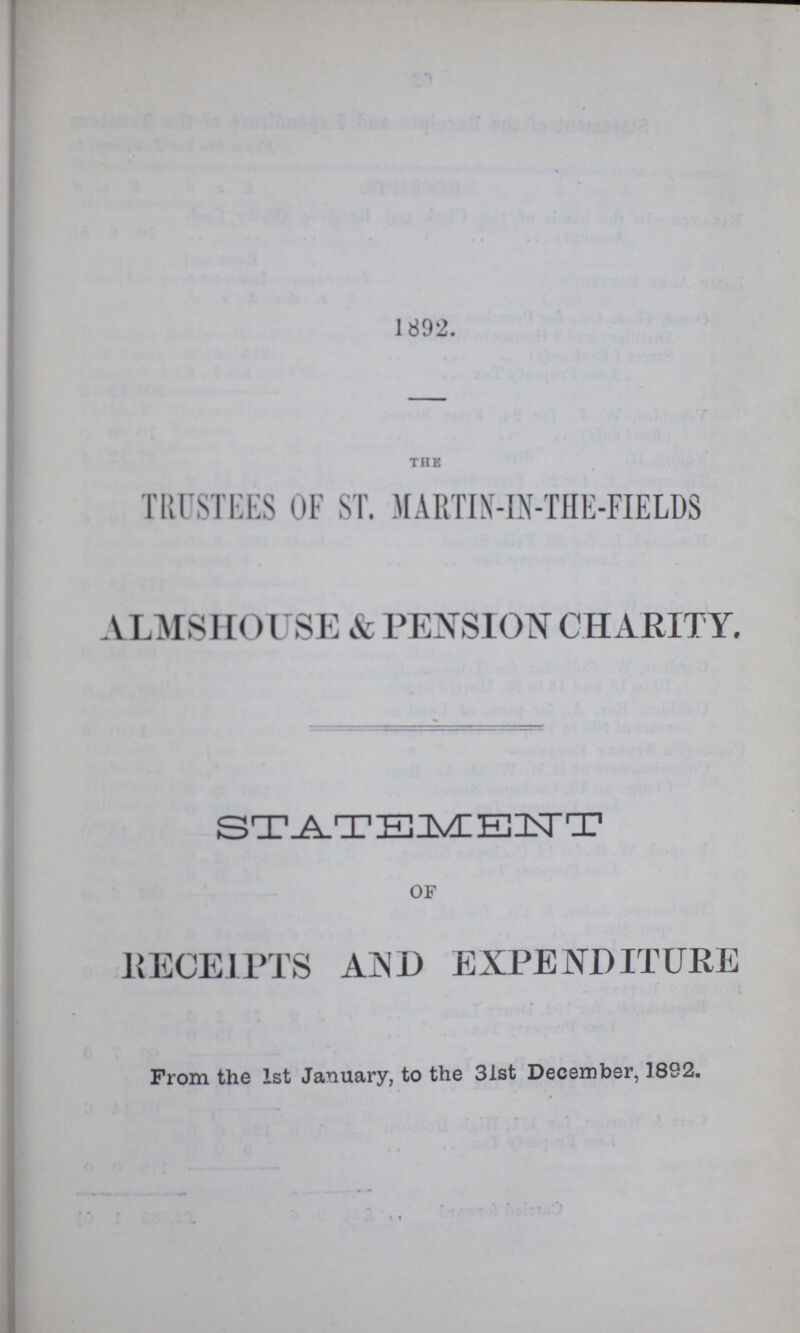 1892.
THE
TRUSTEES OF ST. MARTIN-IN-THE-FIELDS
ALMSHOUSE & PENSION CHARITY.
STATEMENT
OF
RECEIPTS AND EXPENDITURE
From the 1st January, to the 31st December, 1892.